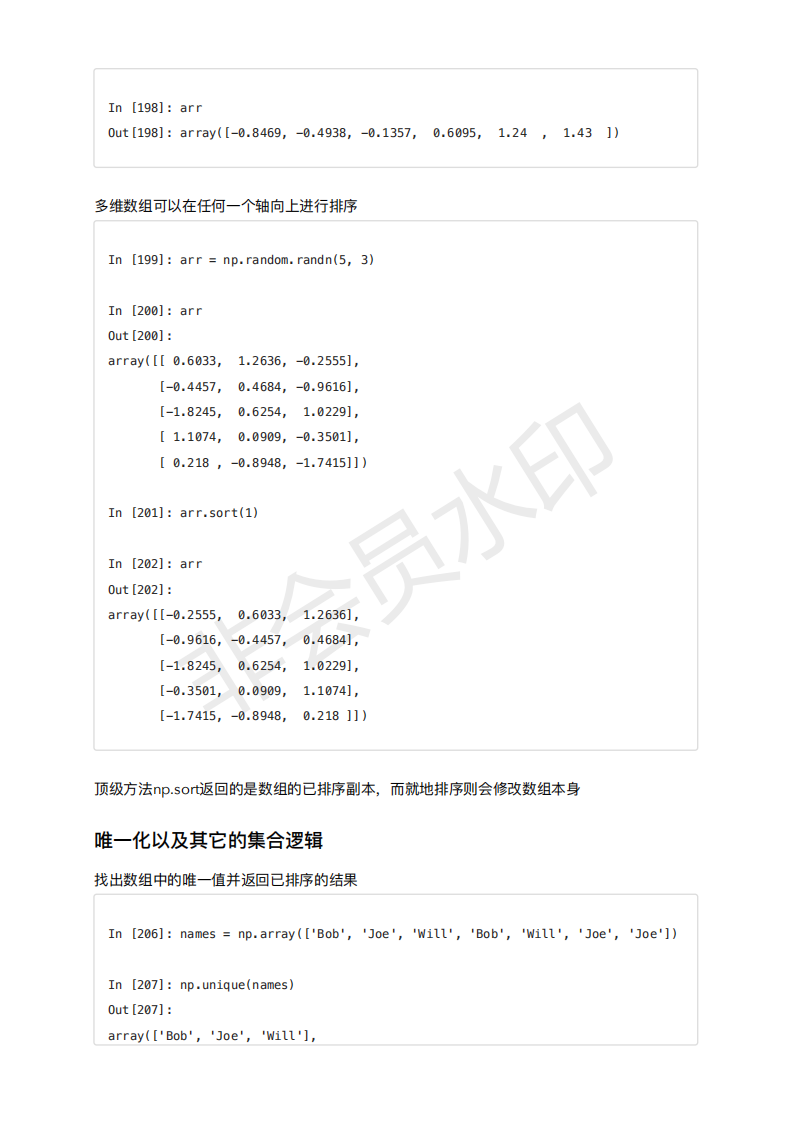 In [198]: arr
Out[198]: array([-0.8469, -0.4938, -0.1357,  0.6095,  1.24  ,  1.43  ])
多维数组可以在任何一个轴向上进行排序
In [199]: arr = np.random.randn(5, 3)
In [200]: arr
Out[200]:
array([[ 0.6033,  1.2636, -0.2555],
       [-0.4457,  0.4684, -0.9616],
       [-1.8245,  0.6254,  1.0229],
       [ 1.1074,  0.0909, -0.3501],
       [ 0.218 , -0.8948, -1.7415]])
In [201]: arr.sort(1)
In [202]: arr
Out[202]:
array([[-0.2555,  0.6033,  1.2636],
       [-0.9616, -0.4457,  0.4684],
       [-1.8245,  0.6254,  1.0229],
       [-0.3501,  0.0909,  1.1074],
       [-1.7415, -0.8948,  0.218 ]])
非会员水印
顶级方法np.sort返回的是数组的已排序副本，而就地排序则会修改数组本身
唯一化以及其它的集合逻辑
找出数组中的唯一值并返回已排序的结果
In [206]: names = np.array(['Bob', 'Joe', 'Will', 'Bob', 'Will', 'Joe', 'Joe'])
In [207]: np.unique(names)
Out[207]:
array(['Bob', 'Joe', 'Will'],